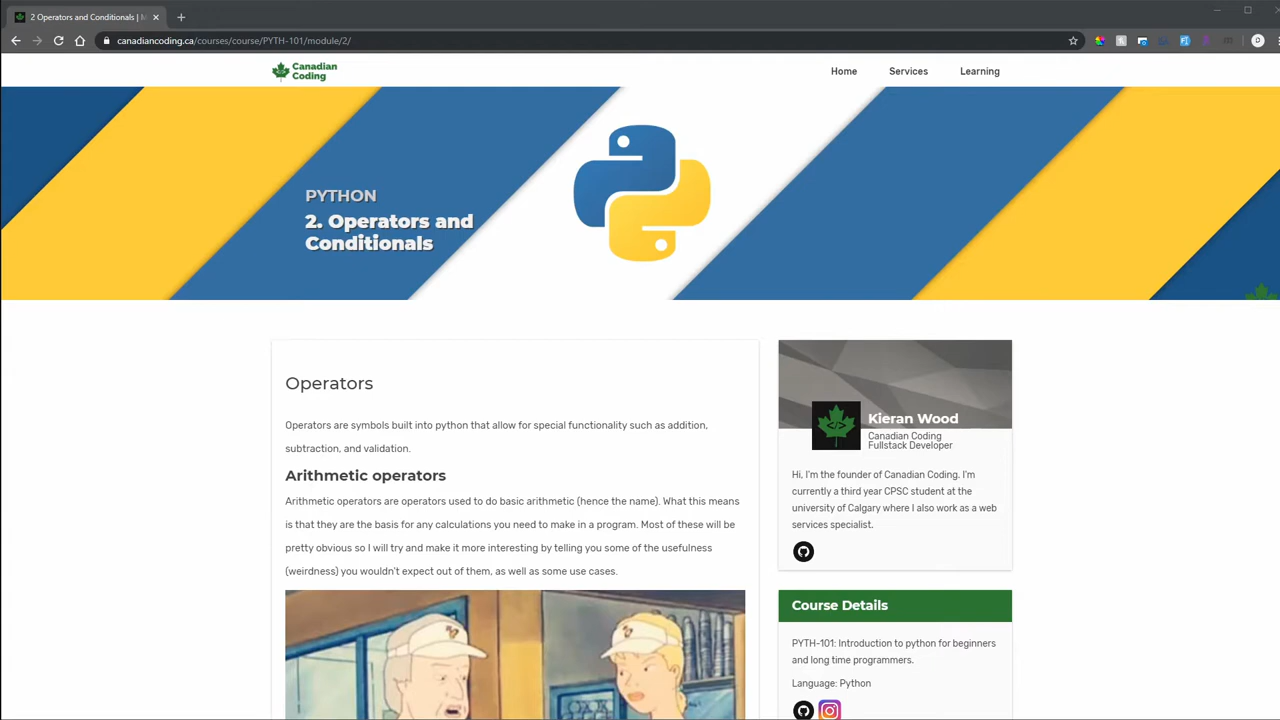 2 Operators and Conditionals |
canadiancoding.ca/courses/course/PYTH-101/module/2/
Canadian
Coding
Home
Services
Learning
PYTHON
2. Operators and
Conditionals
Operators
Operators are symbols built into python that allow for special functionality such as addition,
subtraction, and validation.
Arithmetic operators
Arithmetic operators are operators used to do basic arithmetic (hence the name). What this means
is that they are the basis for any calculations you need to make in a program. Most of these will be
pretty obvious so I will try and make it more interesting by telling you some of the usefulness
(weirdness) you wouldn't expect out of them, as well as some use cases.
Kieran Wood
Canadian Coding
Fullstack Developer
Hi, I'm the founder of Canadian Coding. I'm
currently a third year CPSC student at the
university of Calgary where I also work as a web
services specialist.
Course Details
PYTH-101: Introduction to python for beginners
and long time programmers.
Language: Python